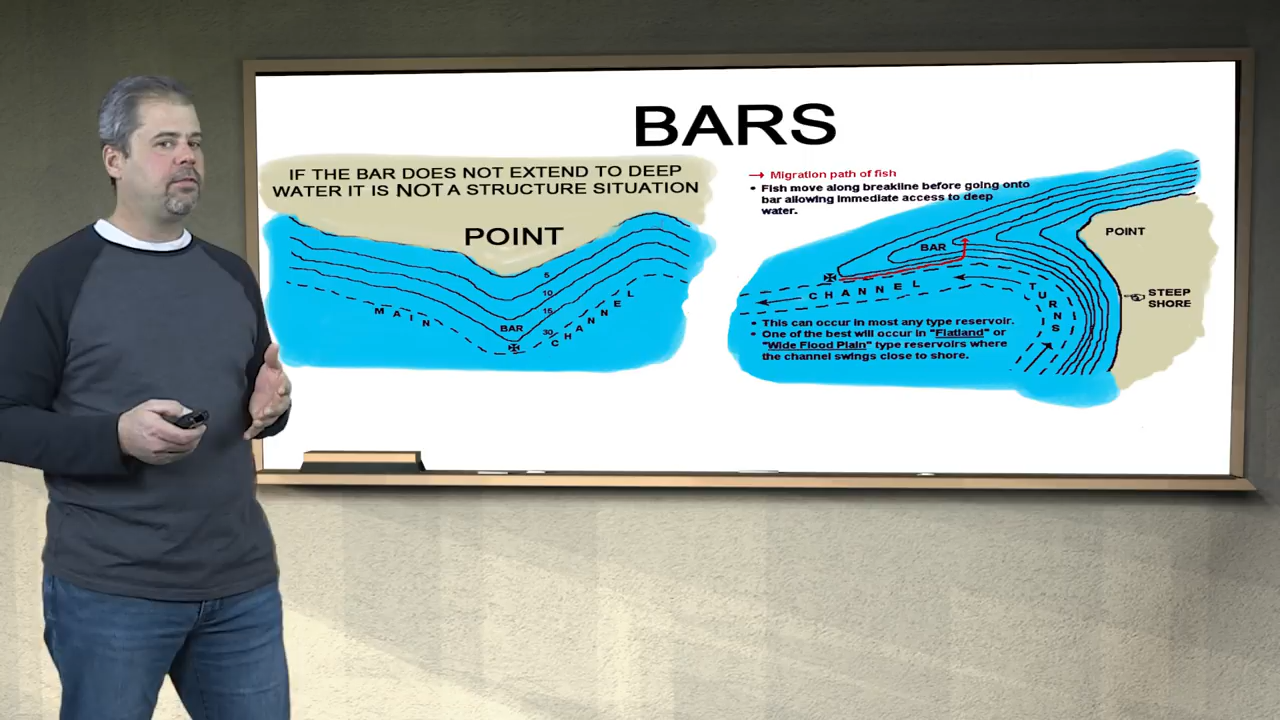 BARS
IF THE BAR DOES NOT EXTEND TO DEEP
WATER IT IS NOT A STRUCTURE SITUATION
POINT
5
10
15
30
BAR
MAIN
CHANNEL
→ Migration path of fish
• Fish move along breakline before going onto
bar allowing immediate access to deep
water.
POINT
BAR
STEEP
SHORE
CHANNEL
TURNS
• This can occur in most any type reservoir.
• One of the best will occur in "Flatland" or
"Wide Flood Plain" type reservoirs where
the channel swings close to shore.